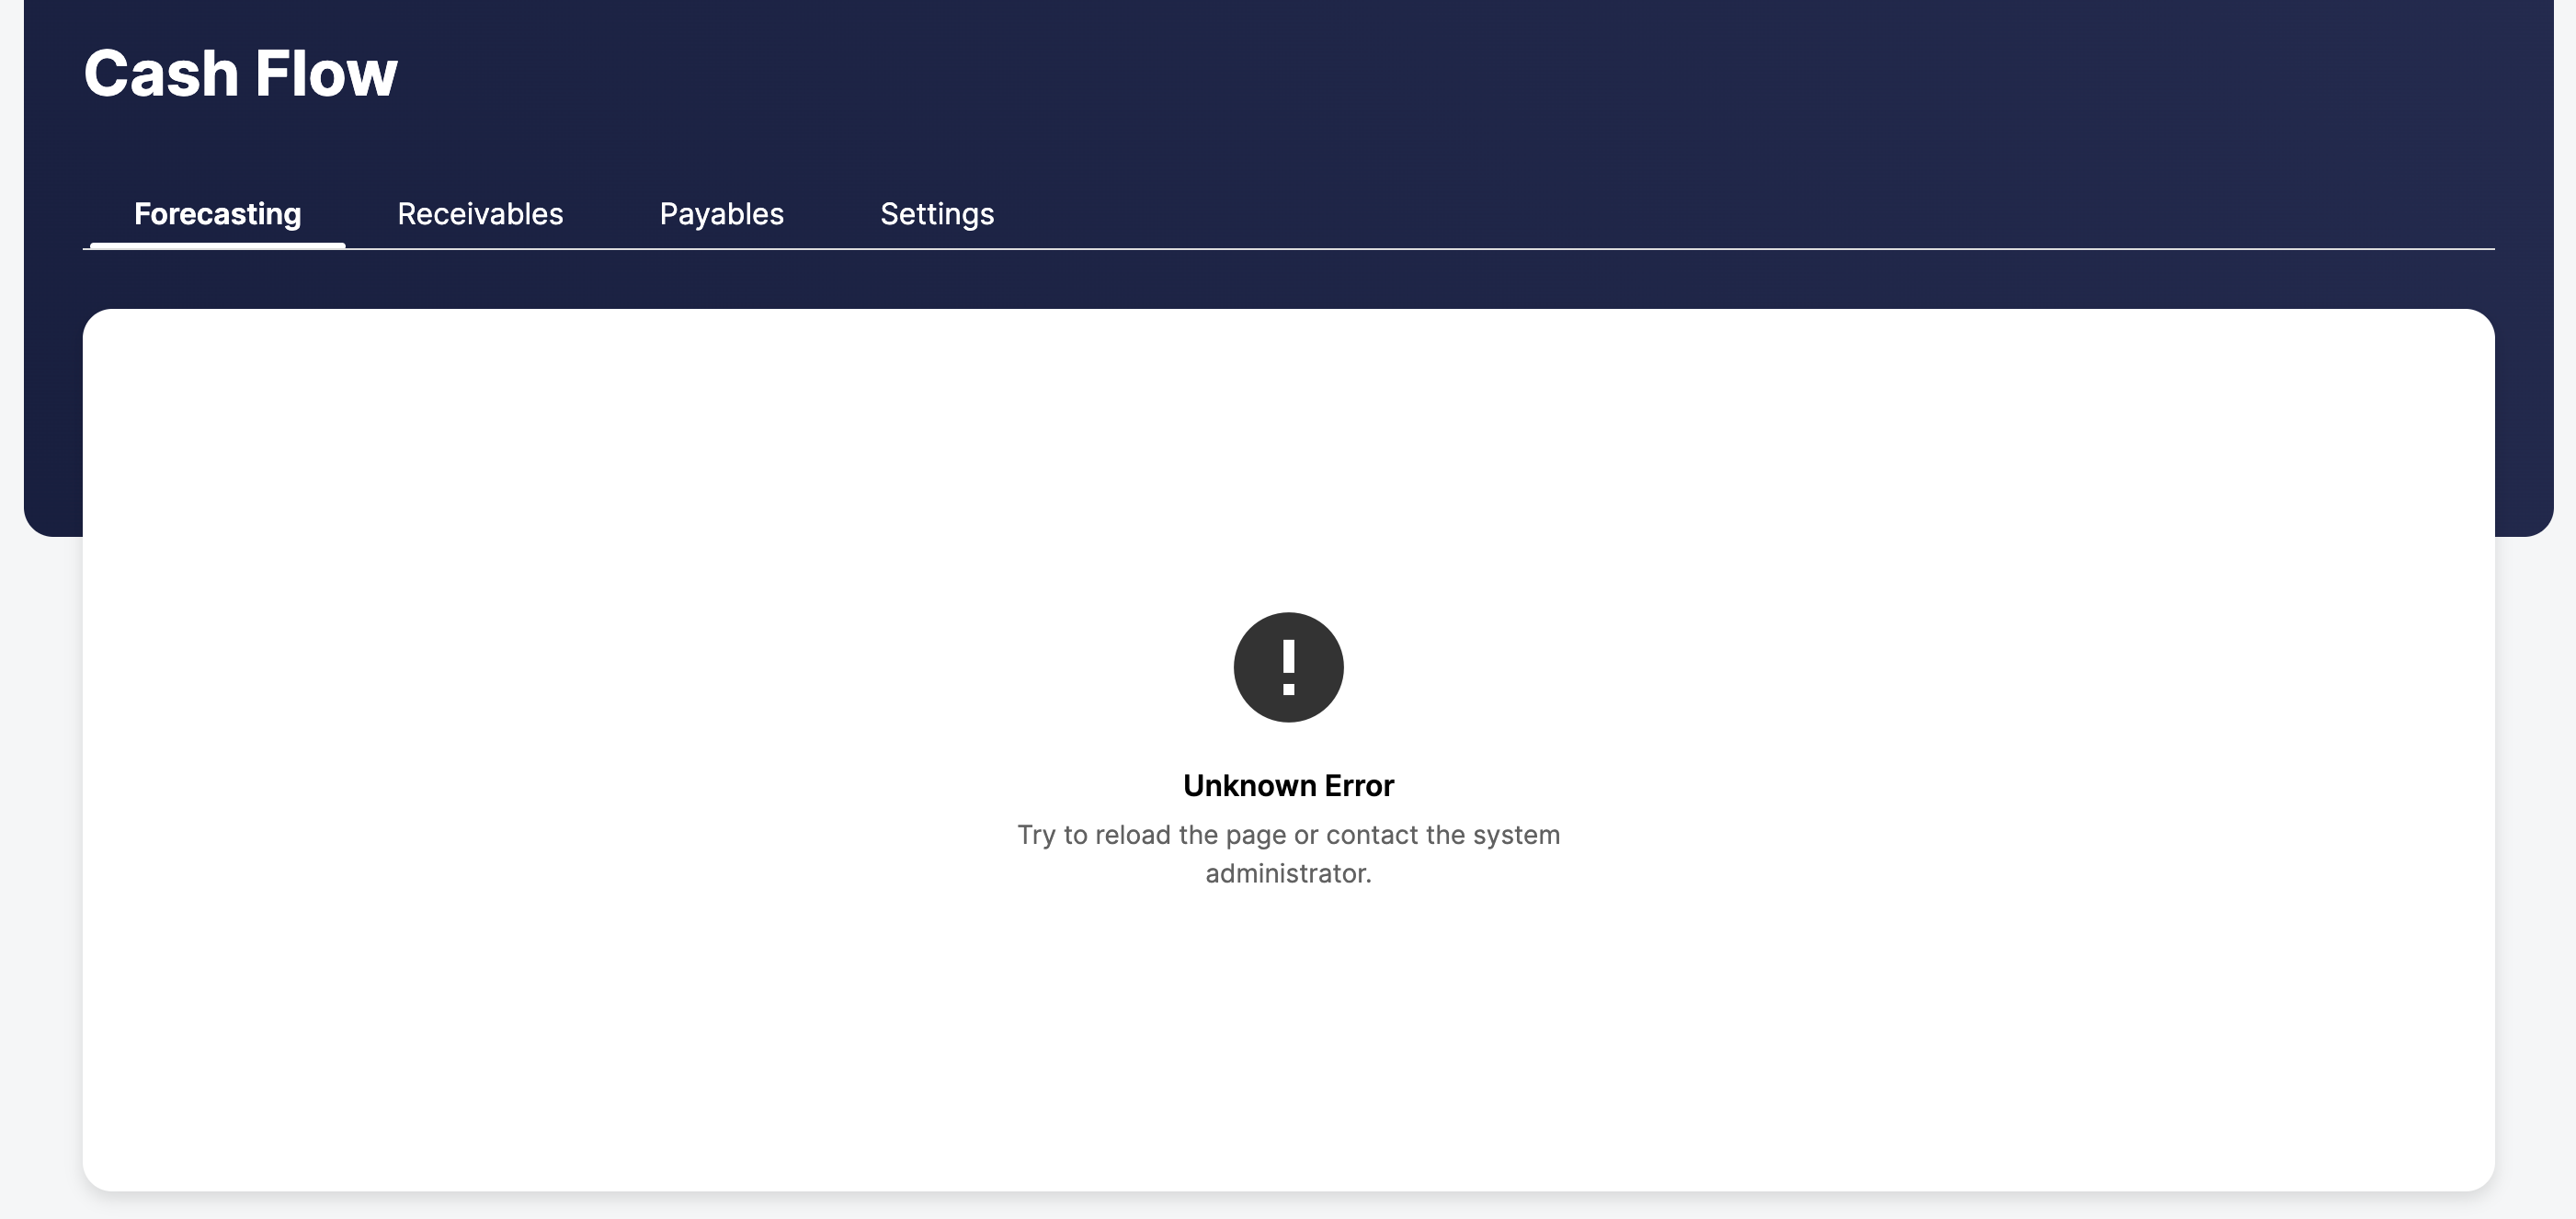 Cash Flow
Forecasting Receivables Payables Settings
Unknown Error
Try to reload the page or contact the system
administrator.